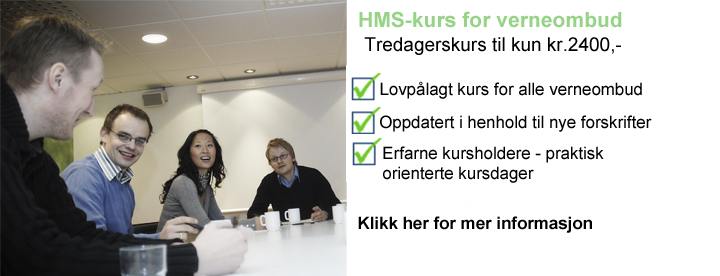 HMS-kurs for verneombud
Tredagerskurs til kun kr.2400,-
Lovpålagt kurs for alle verneombud
Oppdatert i henhold til nye forskrifter
Erfarne kursholdere - praktisk
orienterte kursdager
Klikk her for mer informasjon